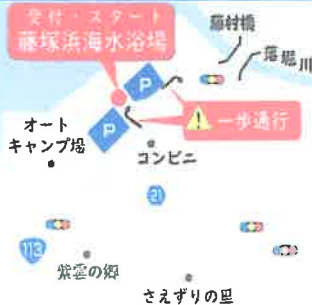 受付・スタート
藤塚浜海水浴場
藤村橋
落堀川
P
P
一歩通行
オート
キャンプ場
コンビニ
21
113
紫雲の郷
さえずりの里